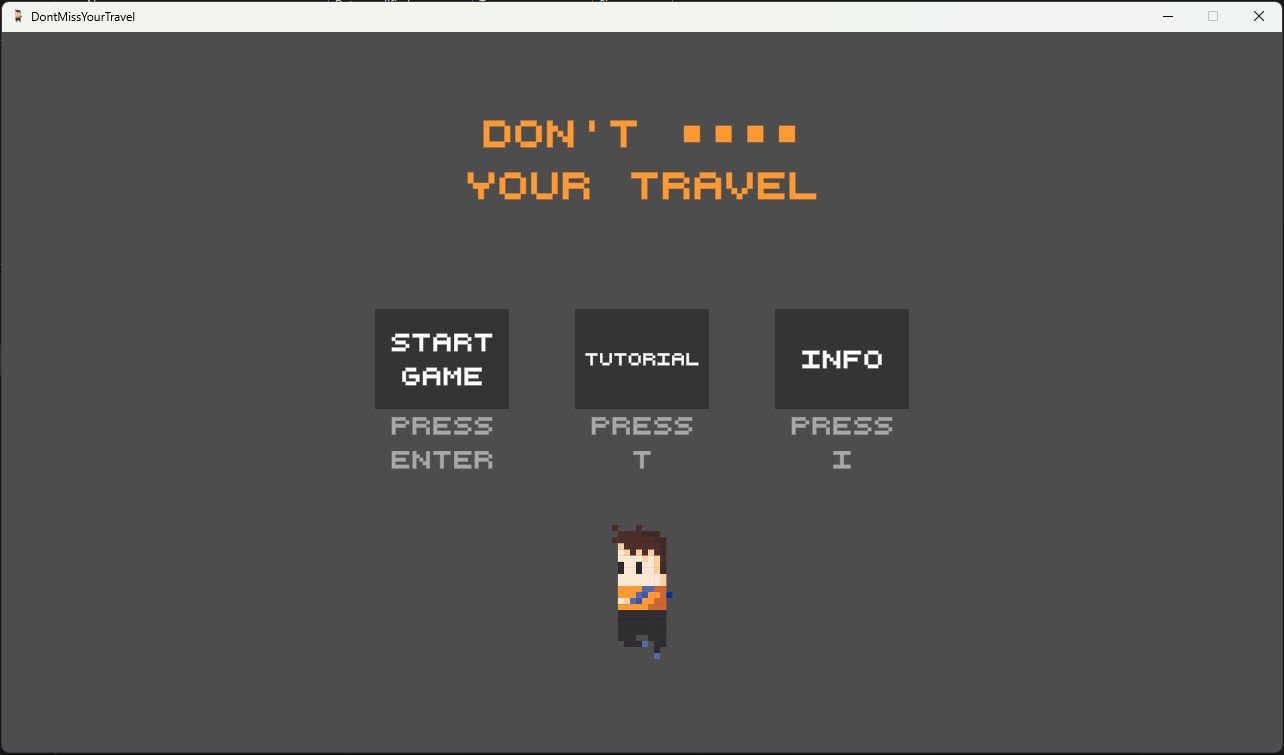 DontMissYourTravel
DON'T ▪▪▪▪
YOUR TRAVEL
START
GAME
TUTORIAL
INFO
PRESS
ENTER
PRESS
T
PRESS
I